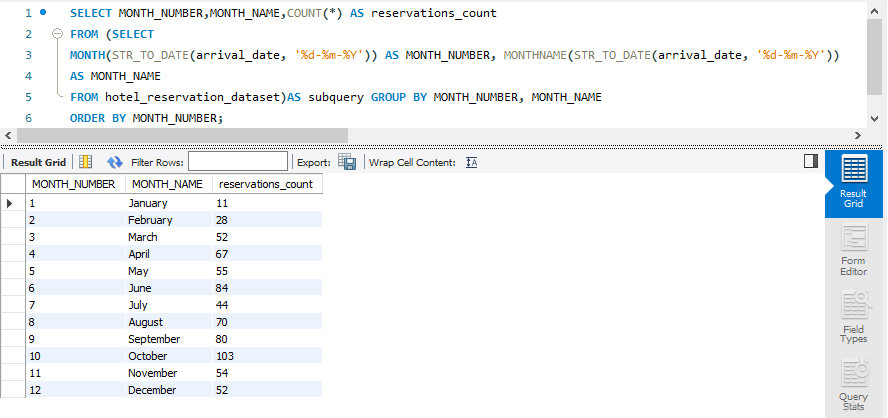 1 SELECT MONTH_NUMBER,MONTH_NAME,COUNT(*) AS reservations_count
2 FROM (SELECT
3 MONTH(STR_TO_DATE(arrival_date, '%d-%m-%Y')) AS MONTH_NUMBER, MONTHNAME(STR_TO_DATE(arrival_date, '%d-%m-%Y'))
4 AS MONTH_NAME
5 FROM hotel_reservation_dataset)AS subquery GROUP BY MONTH_NUMBER, MONTH_NAME
6 ORDER BY MONTH_NUMBER;
Result Grid Filter Rows: Export: Wrap Cell Content: IA
MONTH_NUMBER MONTH_NAME reservations_count
1 January 11
2 February 28
3 March 52
4 April 67
5 May 55
6 June 84
7 July 44
8 August 70
9 September 80
10 October 103
11 November 54
12 December 52
Result
Grid
Form
Editor
Field
Types
Query
Stats